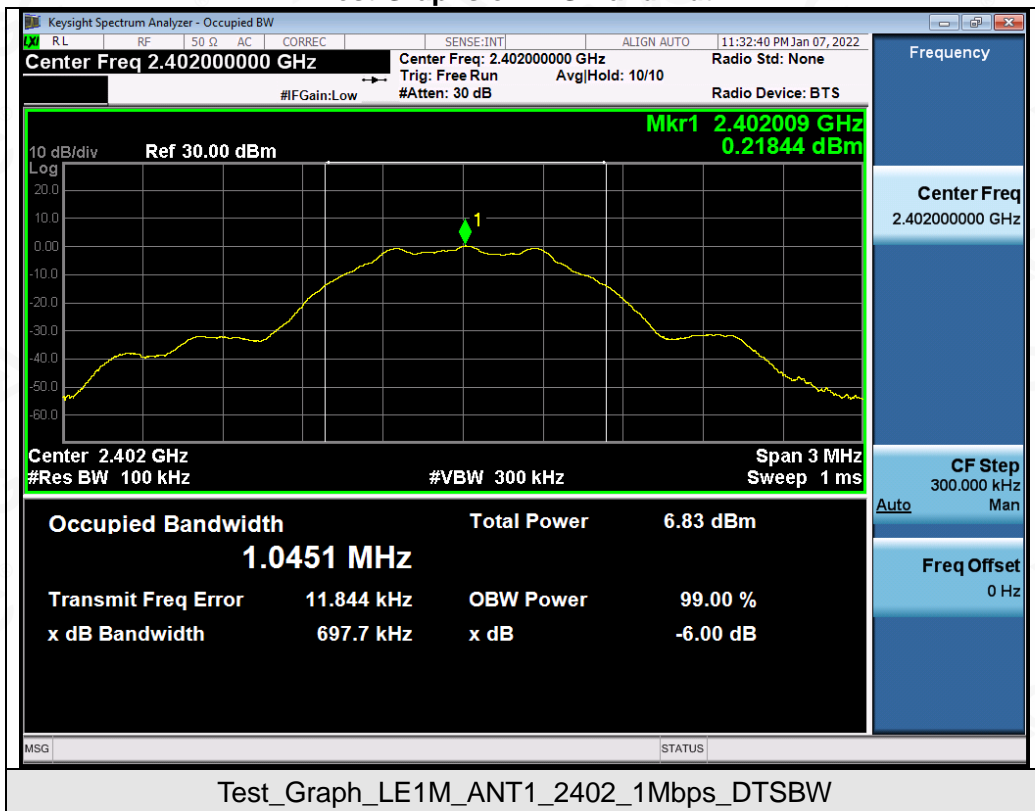 Keysight Spectrum Analyzer - Occupied BW
LXI RL RF 50 Ω AC CORREC SENSE:INT ALIGN AUTO 11:32:40 PM Jan 07, 2022
Center Freq 2.402000000 GHz
Center Freq: 2.402000000 GHz
Radio Std: None
Trig: Free Run Avg|Hold: 10/10
#IFGain:Low
#Atten: 30 dB
Radio Device: BTS
Mkr1 2.402009 GHz
0.21844 dBm
10 dB/div Ref 30.00 dBm
Log
20.0
10.0
0.00
-10.0
-20.0
-30.0
-40.0
-50.0
-60.0
1
Center 2.402 GHz
Span 3 MHz
#Res BW 100 kHz
#VBW 300 kHz
Sweep 1 ms
Occupied Bandwidth
1.0451 MHz
Total Power 6.83 dBm
Transmit Freq Error 11.844 kHz
OBW Power 99.00 %
x dB Bandwidth 697.7 kHz
x dB -6.00 dB
Frequency
Center Freq
2.402000000 GHz
CF Step
300.000 kHz
Auto Man
Freq Offset
0 Hz
MSG STATUS
Test_Graph_LE1M_ANT1_2402_1Mbps_DTSBW